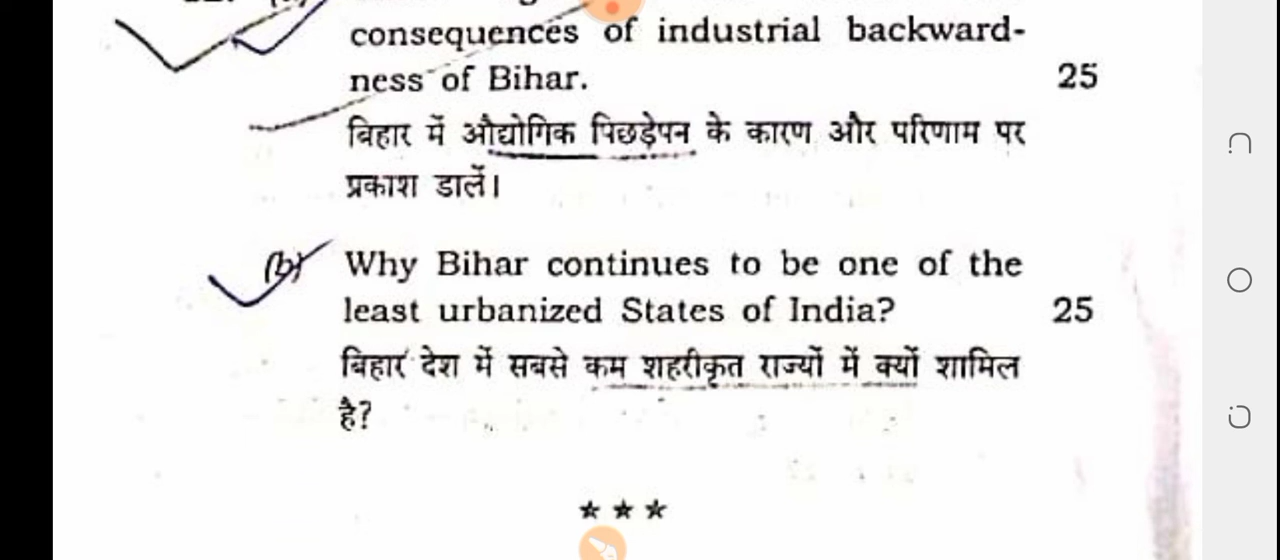 consequences of industrial backward-
ness of Bihar. 25
बिहार में औद्योगिक पिछड़ेपन के कारण और परिणाम पर
प्रकाश डालें।
(b) Why Bihar continues to be one of the
least urbanized States of India? 25
बिहार देश में सबसे कम शहरीकृत राज्यों में क्यों शामिल
है?
★ ★ ★